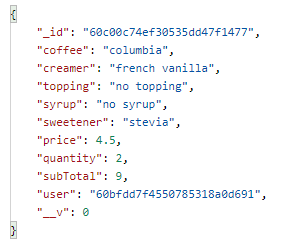 {
"_id": "60c00c74ef30535dd47f1477",
"coffee": "columbia",
"creamer": "french vanilla",
"topping": "no topping",
"syrup": "no syrup",
"sweetener": "stevia",
"price": 4.5,
"quantity": 2,
"subTotal": 9,
"user": "60bfdd7f4550785318a0d691",
"__v": 0
}